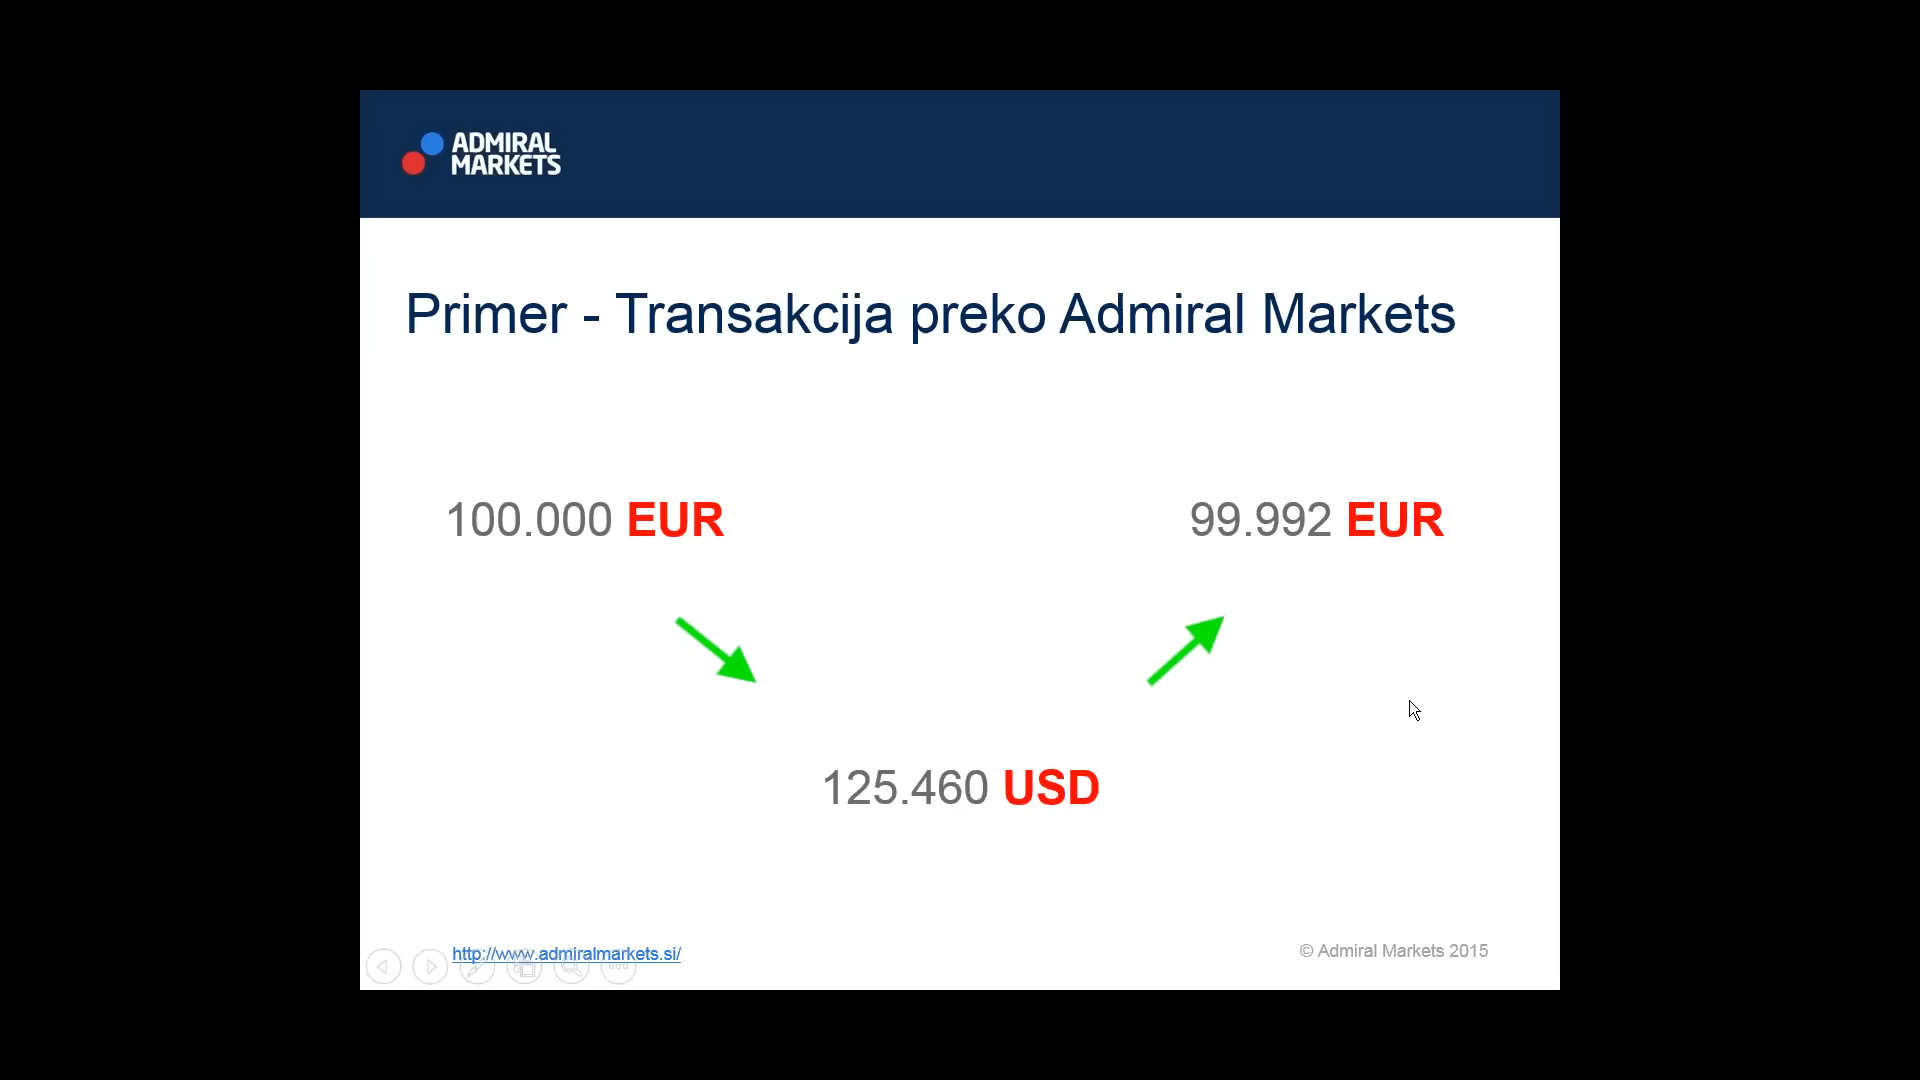 ADMIRAL
MARKETS
Primer - Transakcija preko Admiral Markets
100.000 EUR
99.992 EUR
125.460 USD
http://www.admiralmarkets.si/
© Admiral Markets 2015